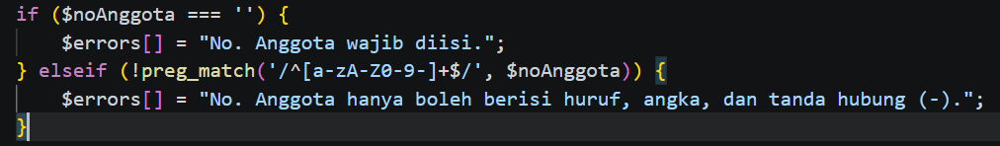 if ($noAnggota === '') {
    $errors[] = "No. Anggota wajib diisi.";
} elseif (!preg_match('/^[a-zA-Z0-9-]+$/', $noAnggota)) {
    $errors[] = "No. Anggota hanya boleh berisi huruf, angka, dan tanda hubung (-).";
}